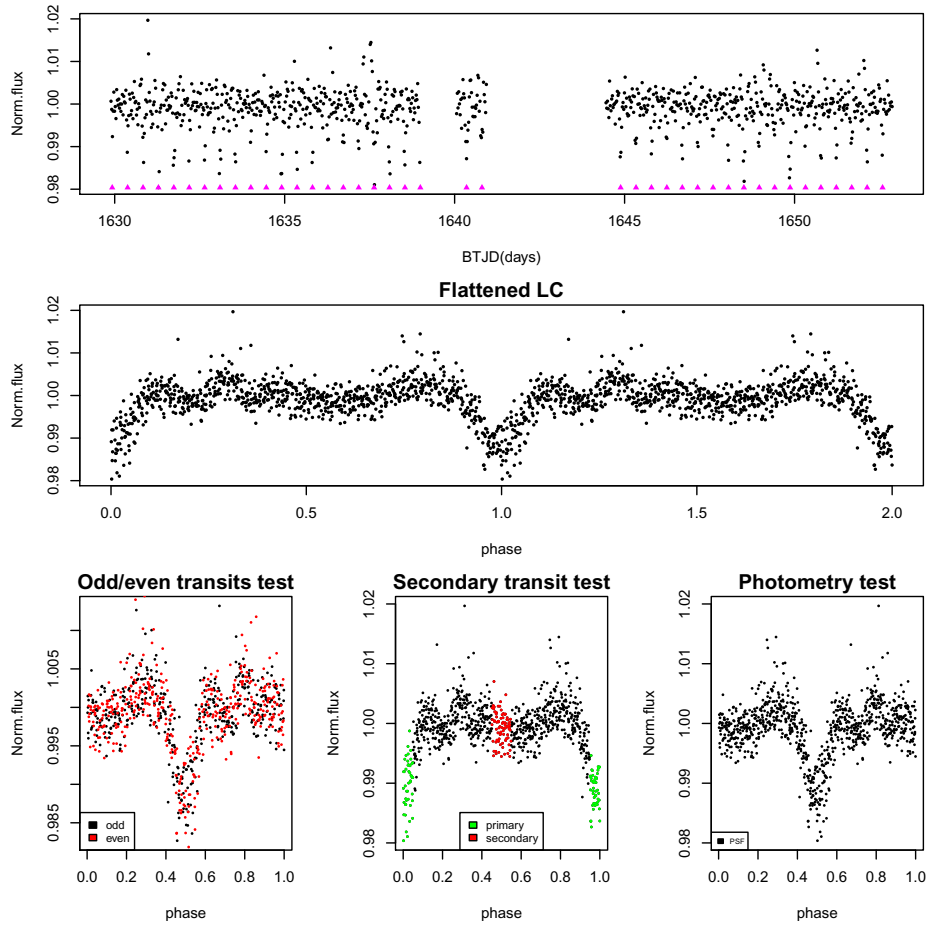 1.02
1.01
1.00
0.99
0.98
Norm.flux
1630 1635 1640 1645 1650
BTJD(days)
Flattened LC
1.02
1.01
1.00
0.99
0.98
Norm.flux
0.0 0.5 1.0 1.5 2.0
phase
Odd/even transits test
1.005
0.995
0.985
Norm.flux
odd
even
0.0 0.2 0.4 0.6 0.8 1.0
phase
Secondary transit test
1.02
1.01
1.00
0.99
0.98
Norm.flux
primary
secondary
0.0 0.2 0.4 0.6 0.8 1.0
phase
Photometry test
1.02
1.01
1.00
0.99
0.98
Norm.flux
PSF
0.0 0.2 0.4 0.6 0.8 1.0
phase